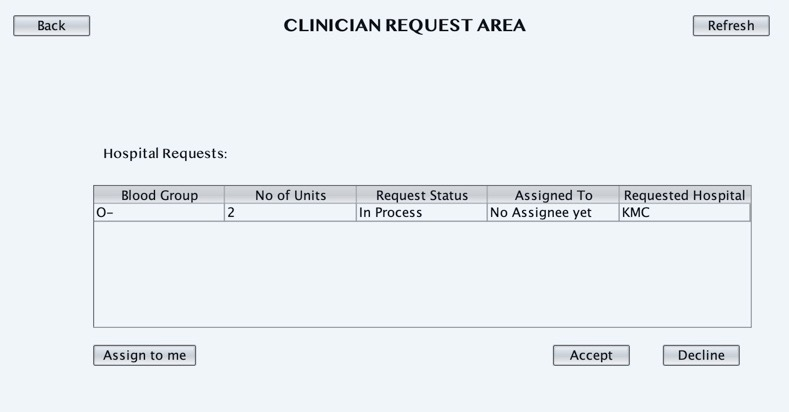 Back CLINICIAN REQUEST AREA Refresh
Hospital Requests:
Blood Group No of Units Request Status Assigned To Requested Hospital
O- 2 In Process No Assignee yet KMC
Assign to me Accept Decline